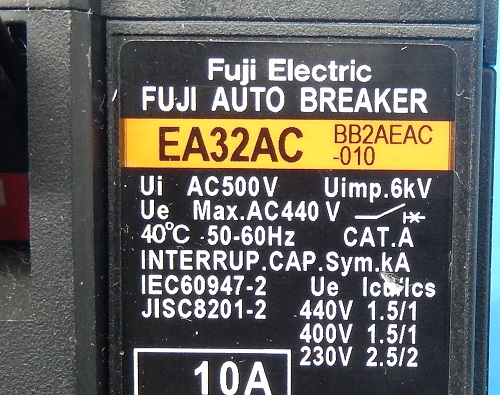 Fuji Electric
FUJI AUTO BREAKER
EA32AC BB2AEAC
-010
Ui AC500V Uimp.6kV
Ue Max.AC440V
40°C 50-60Hz CAT.A
INTERRUP.CAP.Sym.kA
IEC60947-2 Ue Icu/Ics
JISC8201-2 440V 1.5/1
400V 1.5/1
230V 2.5/2
10A